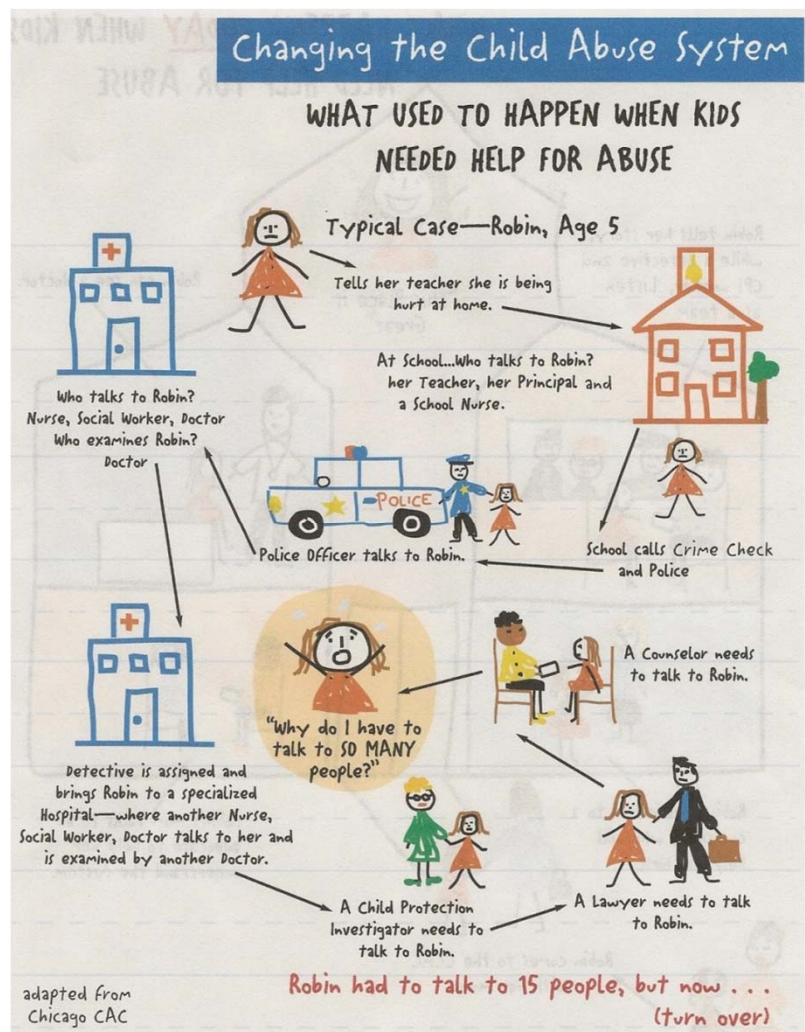 Changing the Child Abuse System
WHAT USED TO HAPPEN WHEN KIDS
NEEDED HELP FOR ABUSE
Typical Case—Robin, Age 5
Tells her teacher she is being
hurt at home.
At School...Who talks to Robin?
her Teacher, her Principal and
a School Nurse.
School calls Crime Check
and Police
POLICE
Police Officer talks to Robin.
Who talks to Robin?
Nurse, Social Worker, Doctor
Who examines Robin?
Doctor
Detective is assigned and
brings Robin to a specialized
Hospital—where another Nurse,
Social Worker, Doctor talks to her and
is examined by another Doctor.
A Child Protection
Investigator needs to
talk to Robin.
A Lawyer needs to talk
to Robin.
A Counselor needs
to talk to Robin.
"Why do I have to
talk to SO MANY
people?"
Robin had to talk to 15 people, but now . . .
(turn over)
adapted from
Chicago CAC